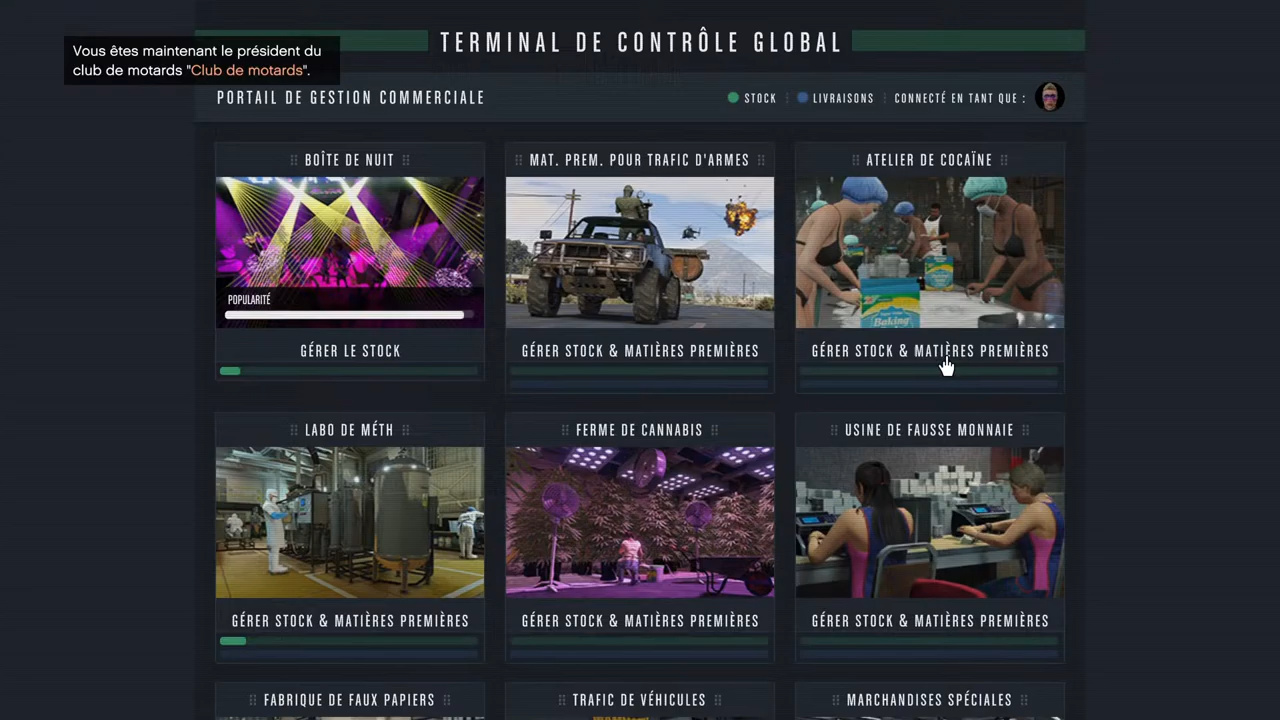 TERMINAL DE CONTRÔLE GLOBAL
Vous êtes maintenant le président du
club de motards "Club de motards".
PORTAIL DE GESTION COMMERCIALE
STOCK
LIVRAISONS
CONNECTÉ EN TANT QUE :
BOÎTE DE NUIT
MAT. PREM. POUR TRAFIC D'ARMES
ATELIER DE COCAÏNE
POPULARITÉ
Baking
GÉRER LE STOCK
GÉRER STOCK & MATIÈRES PREMIÈRES
GÉRER STOCK & MATIÈRES PREMIÈRES
LABO DE MÉTH
FERME DE CANNABIS
USINE DE FAUSSE MONNAIE
GÉRER STOCK & MATIÈRES PREMIÈRES
GÉRER STOCK & MATIÈRES PREMIÈRES
GÉRER STOCK & MATIÈRES PREMIÈRES
FABRIQUE DE FAUX PAPIERS
TRAFIC DE VÉHICULES
MARCHANDISES SPÉCIALES